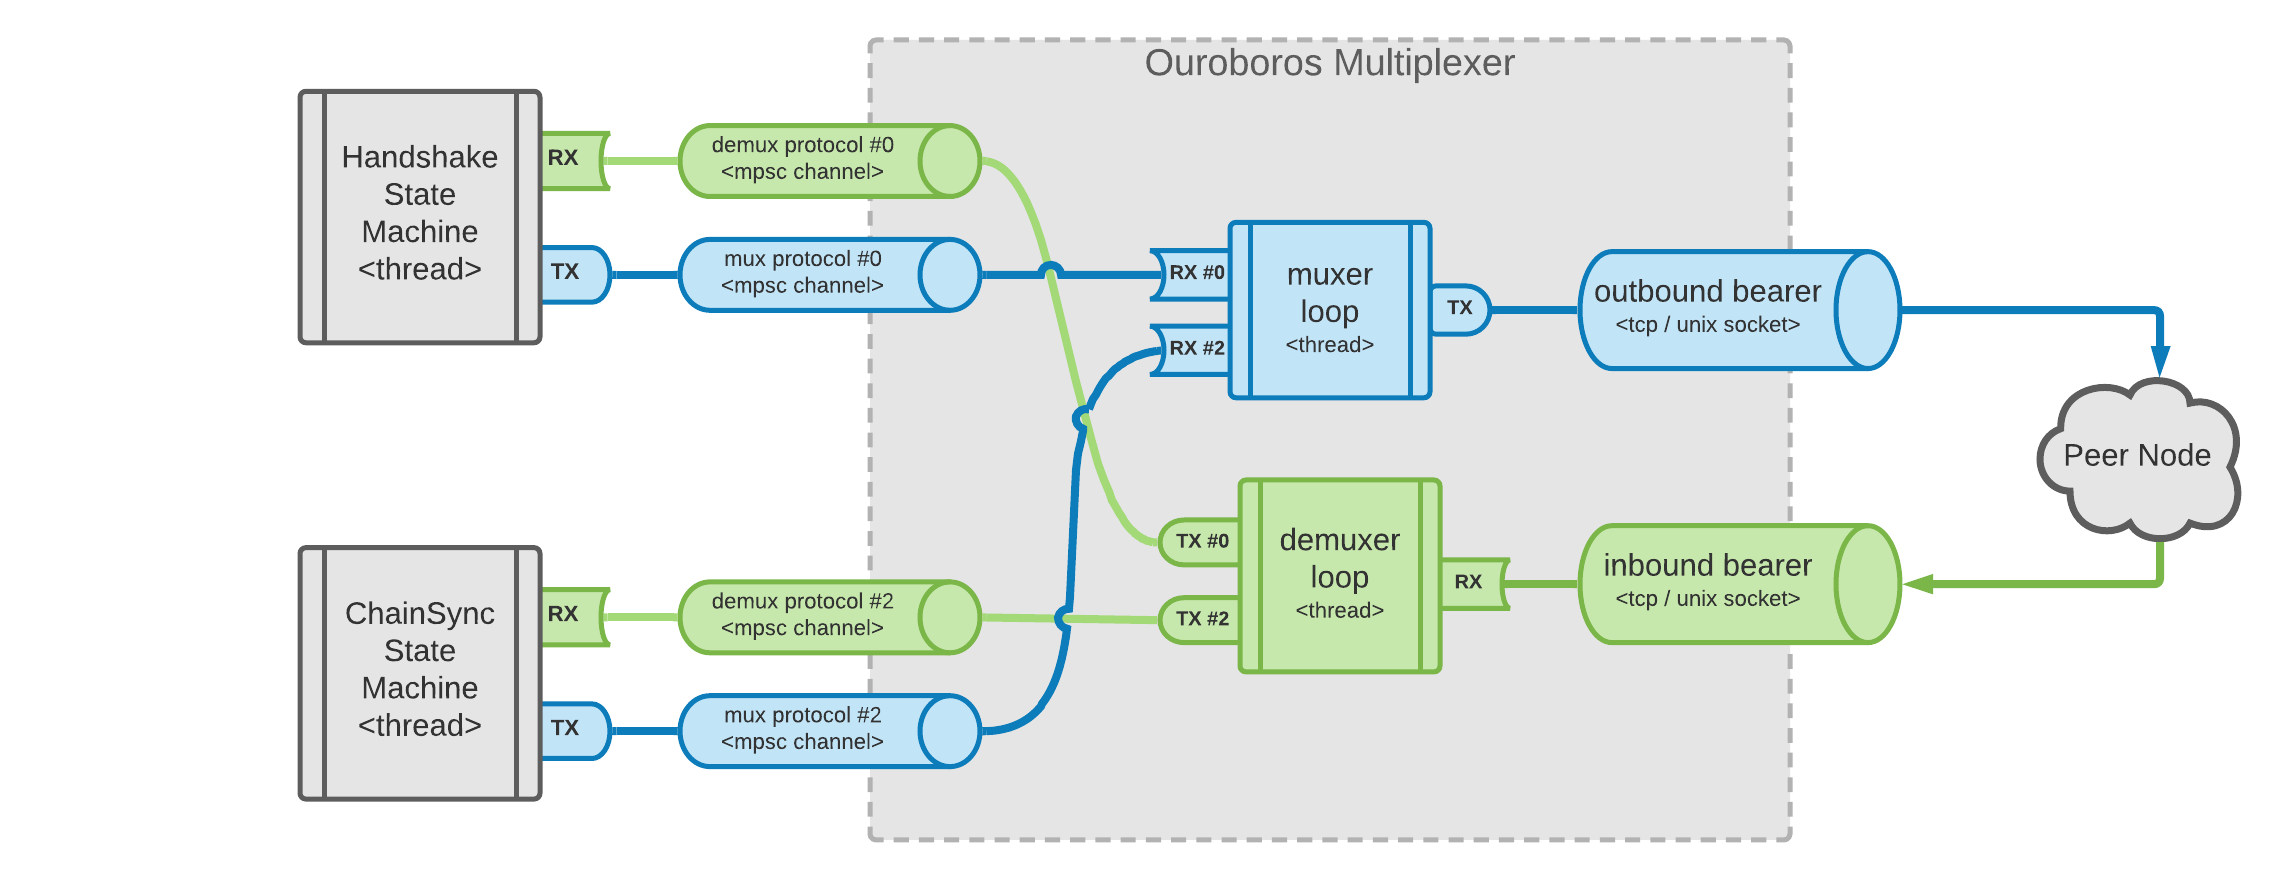 Ouroboros Multiplexer
Handshake
State
Machine
<thread>
RX
TX
demux protocol #0
<mpsc channel>
mux protocol #0
<mpsc channel>
RX #0
RX #2
muxer
loop
<thread>
TX
outbound bearer
<tcp / unix socket>
Peer Node
ChainSync
State
Machine
<thread>
RX
TX
demux protocol #2
<mpsc channel>
mux protocol #2
<mpsc channel>
TX #0
TX #2
demuxer
loop
<thread>
RX
inbound bearer
<tcp / unix socket>